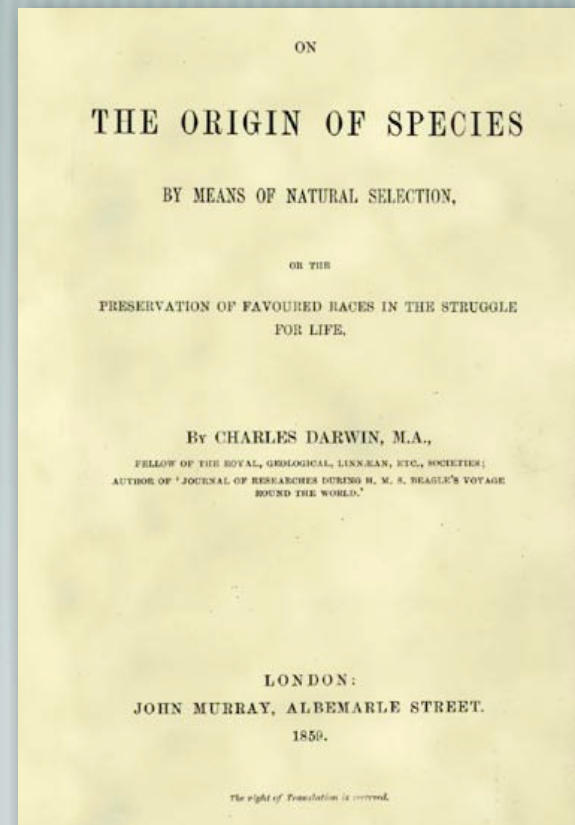 ON
THE ORIGIN OF SPECIES
BY MEANS OF NATURAL SELECTION,
OR THE
PRESERVATION OF FAVOURED RACES IN THE STRUGGLE
FOR LIFE.
By CHARLES DARWIN, M.A.,
FELLOW OF THE ROYAL, GEOLOGICAL, LINNÆAN, ETC., SOCIETIES;
AUTHOR OF 'JOURNAL OF RESEARCHES DURING H. M. S. BEAGLE'S VOYAGE
ROUND THE WORLD.'
LONDON:
JOHN MURRAY, ALBEMARLE STREET.
1859.
The right of Translation is reserved.